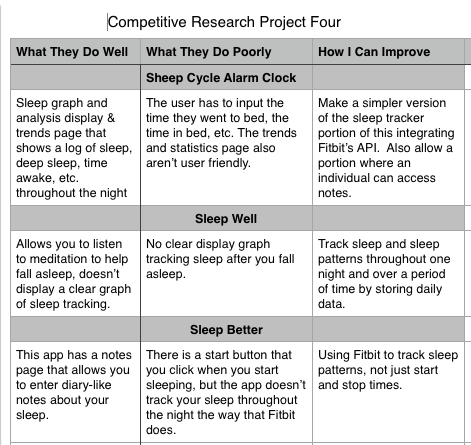 Competitive Research Project Four
What They Do Well
What They Do Poorly
How I Can Improve
Sheep Cycle Alarm Clock
Sleep graph and
analysis display &
trends page that
shows a log of sleep,
deep sleep, time
awake, etc.
throughout the night
The user has to input the
time they went to bed, the
time in bed, etc. The trends
and statistics page also
aren't user friendly.
Make a simpler version
of the sleep tracker
portion of this integrating
Fitbit's API.  Also allow a
portion where an
individual can access
notes.
Sleep Well
Allows you to listen
to meditation to help
fall asleep, doesn't
display a clear graph
of sleep tracking.
No clear display graph
tracking sleep after you fall
asleep.
Track sleep and sleep
patterns throughout one
night and over a period
of time by storing daily
data.
Sleep Better
This app has a notes
page that allows you
to enter diary-like
notes about your
sleep.
There is a start button that
you click when you start
sleeping, but the app doesn't
track your sleep throughout
the night the way that Fitbit
does.
Using Fitbit to track sleep
patterns, not just start
and stop times.